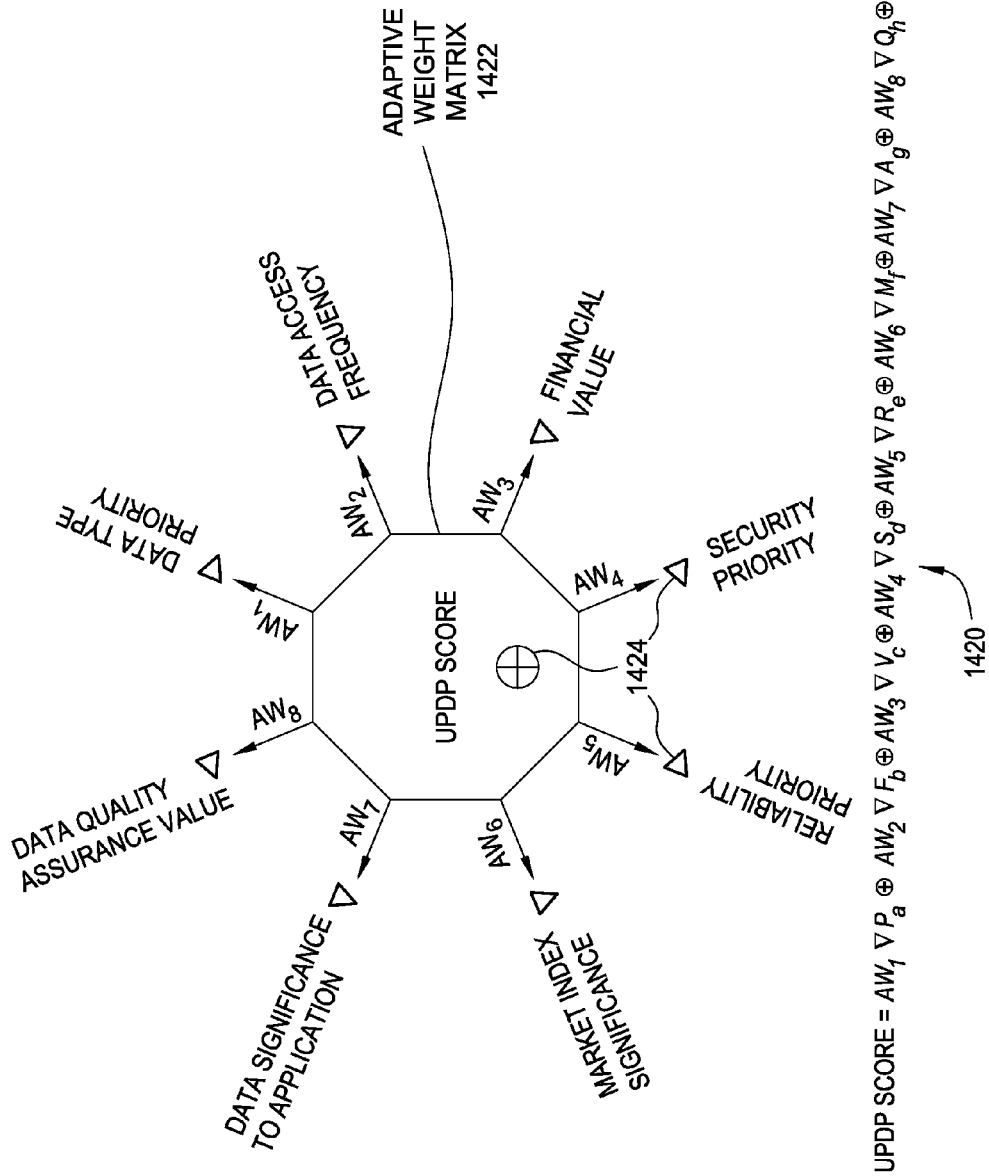 DATA TYPE
PRIORITY
DATA ACCESS
FREQUENCY
ADAPTIVE
WEIGHT
MATRIX
1422
DATA QUALITY
ASSURANCE VALUE
AW8
AW1
AW2
UPDP SCORE
AW7
AW3
FINANCIAL
VALUE
DATA SIGNIFICANCE
TO APPLICATION
AW6
AW5
AW4
1424
MARKET INDEX
SIGNIFICANCE
RELIABILITY
PRIORITY
SECURITY
PRIORITY
UPDP SCORE = AW1 ∇ Pa ⊕ AW2 ∇ Fb ⊕ AW3 ∇ Vc ⊕ AW4 ∇ Sd ⊕ AW5 ∇ Re ⊕ AW6 ∇ Mf ⊕ AW7 ∇ Ag ⊕ AW8 ∇ Qh ⊕
1420